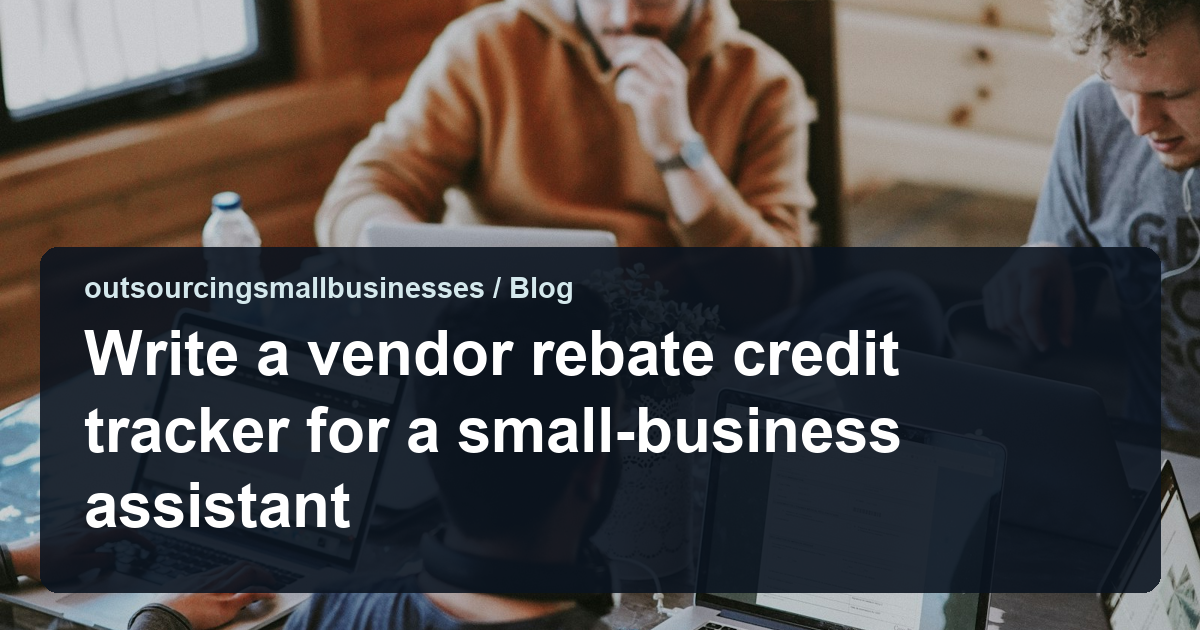 outsourcingsmallbusinesses / Blog
Write a vendor rebate credit
tracker for a small-business
assistant